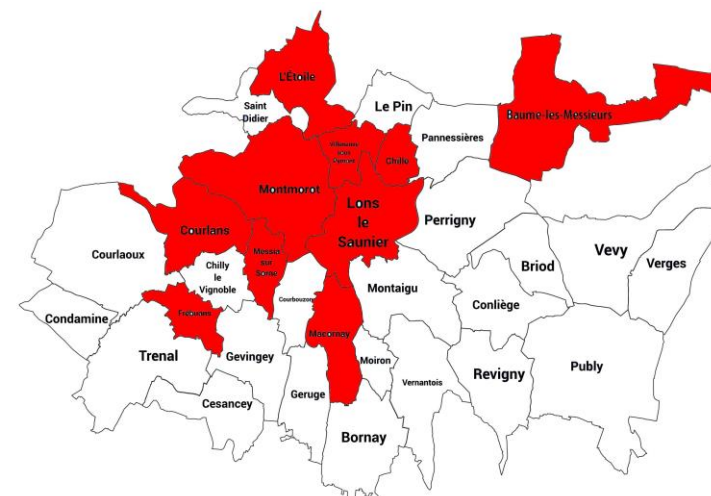 L'Étoile
Saint
Didier
Le Pin
Baume-les-Messieurs
Pannessières
Chille
Montmorot
Lons
le
Saunier
Perrigny
Courlans
Messia
sur
Sorne
Courlaoux
Chilly
le
Vignoble
Briod
Vevy
Verges
Montaigu
Courbouzon
Conliège
Condamine
Frébuans
Macornay
Trenal
Gevingey
Moiron
Publy
Revigny
Vernantois
Cesancey
Geruge
Bornay